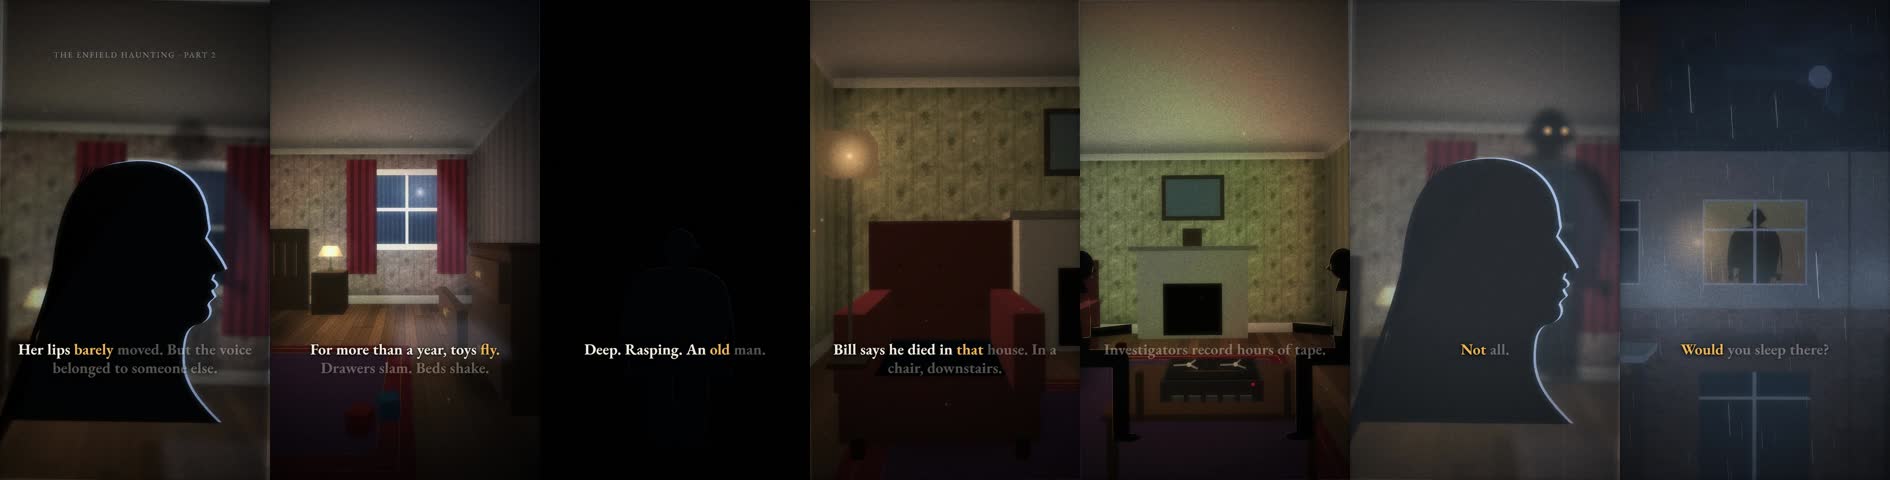 THE ENFIELD HAUNTING · PART 2
Her lips barely moved. But the voice
belonged to someone else.
For more than a year, toys fly.
Drawers slam. Beds shake.
Deep. Rasping. An old man.
Bill says he died in that house. In a
chair, downstairs.
Investigators record hours of tape.
Not all.
Would you sleep there?